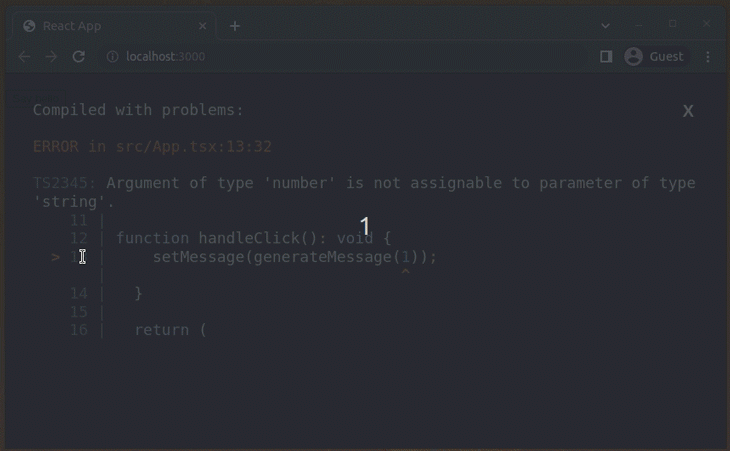 React App
localhost:3000
Guest
Compiled with problems:
X
ERROR in src/App.tsx:13:32
TS2345: Argument of type 'number' is not assignable to parameter of type
'string'.
1
11 |
12 | function handleClick(): void {
> 1 | setMessage(generateMessage(1));
| ^
14 | }
15 |
16 | return (